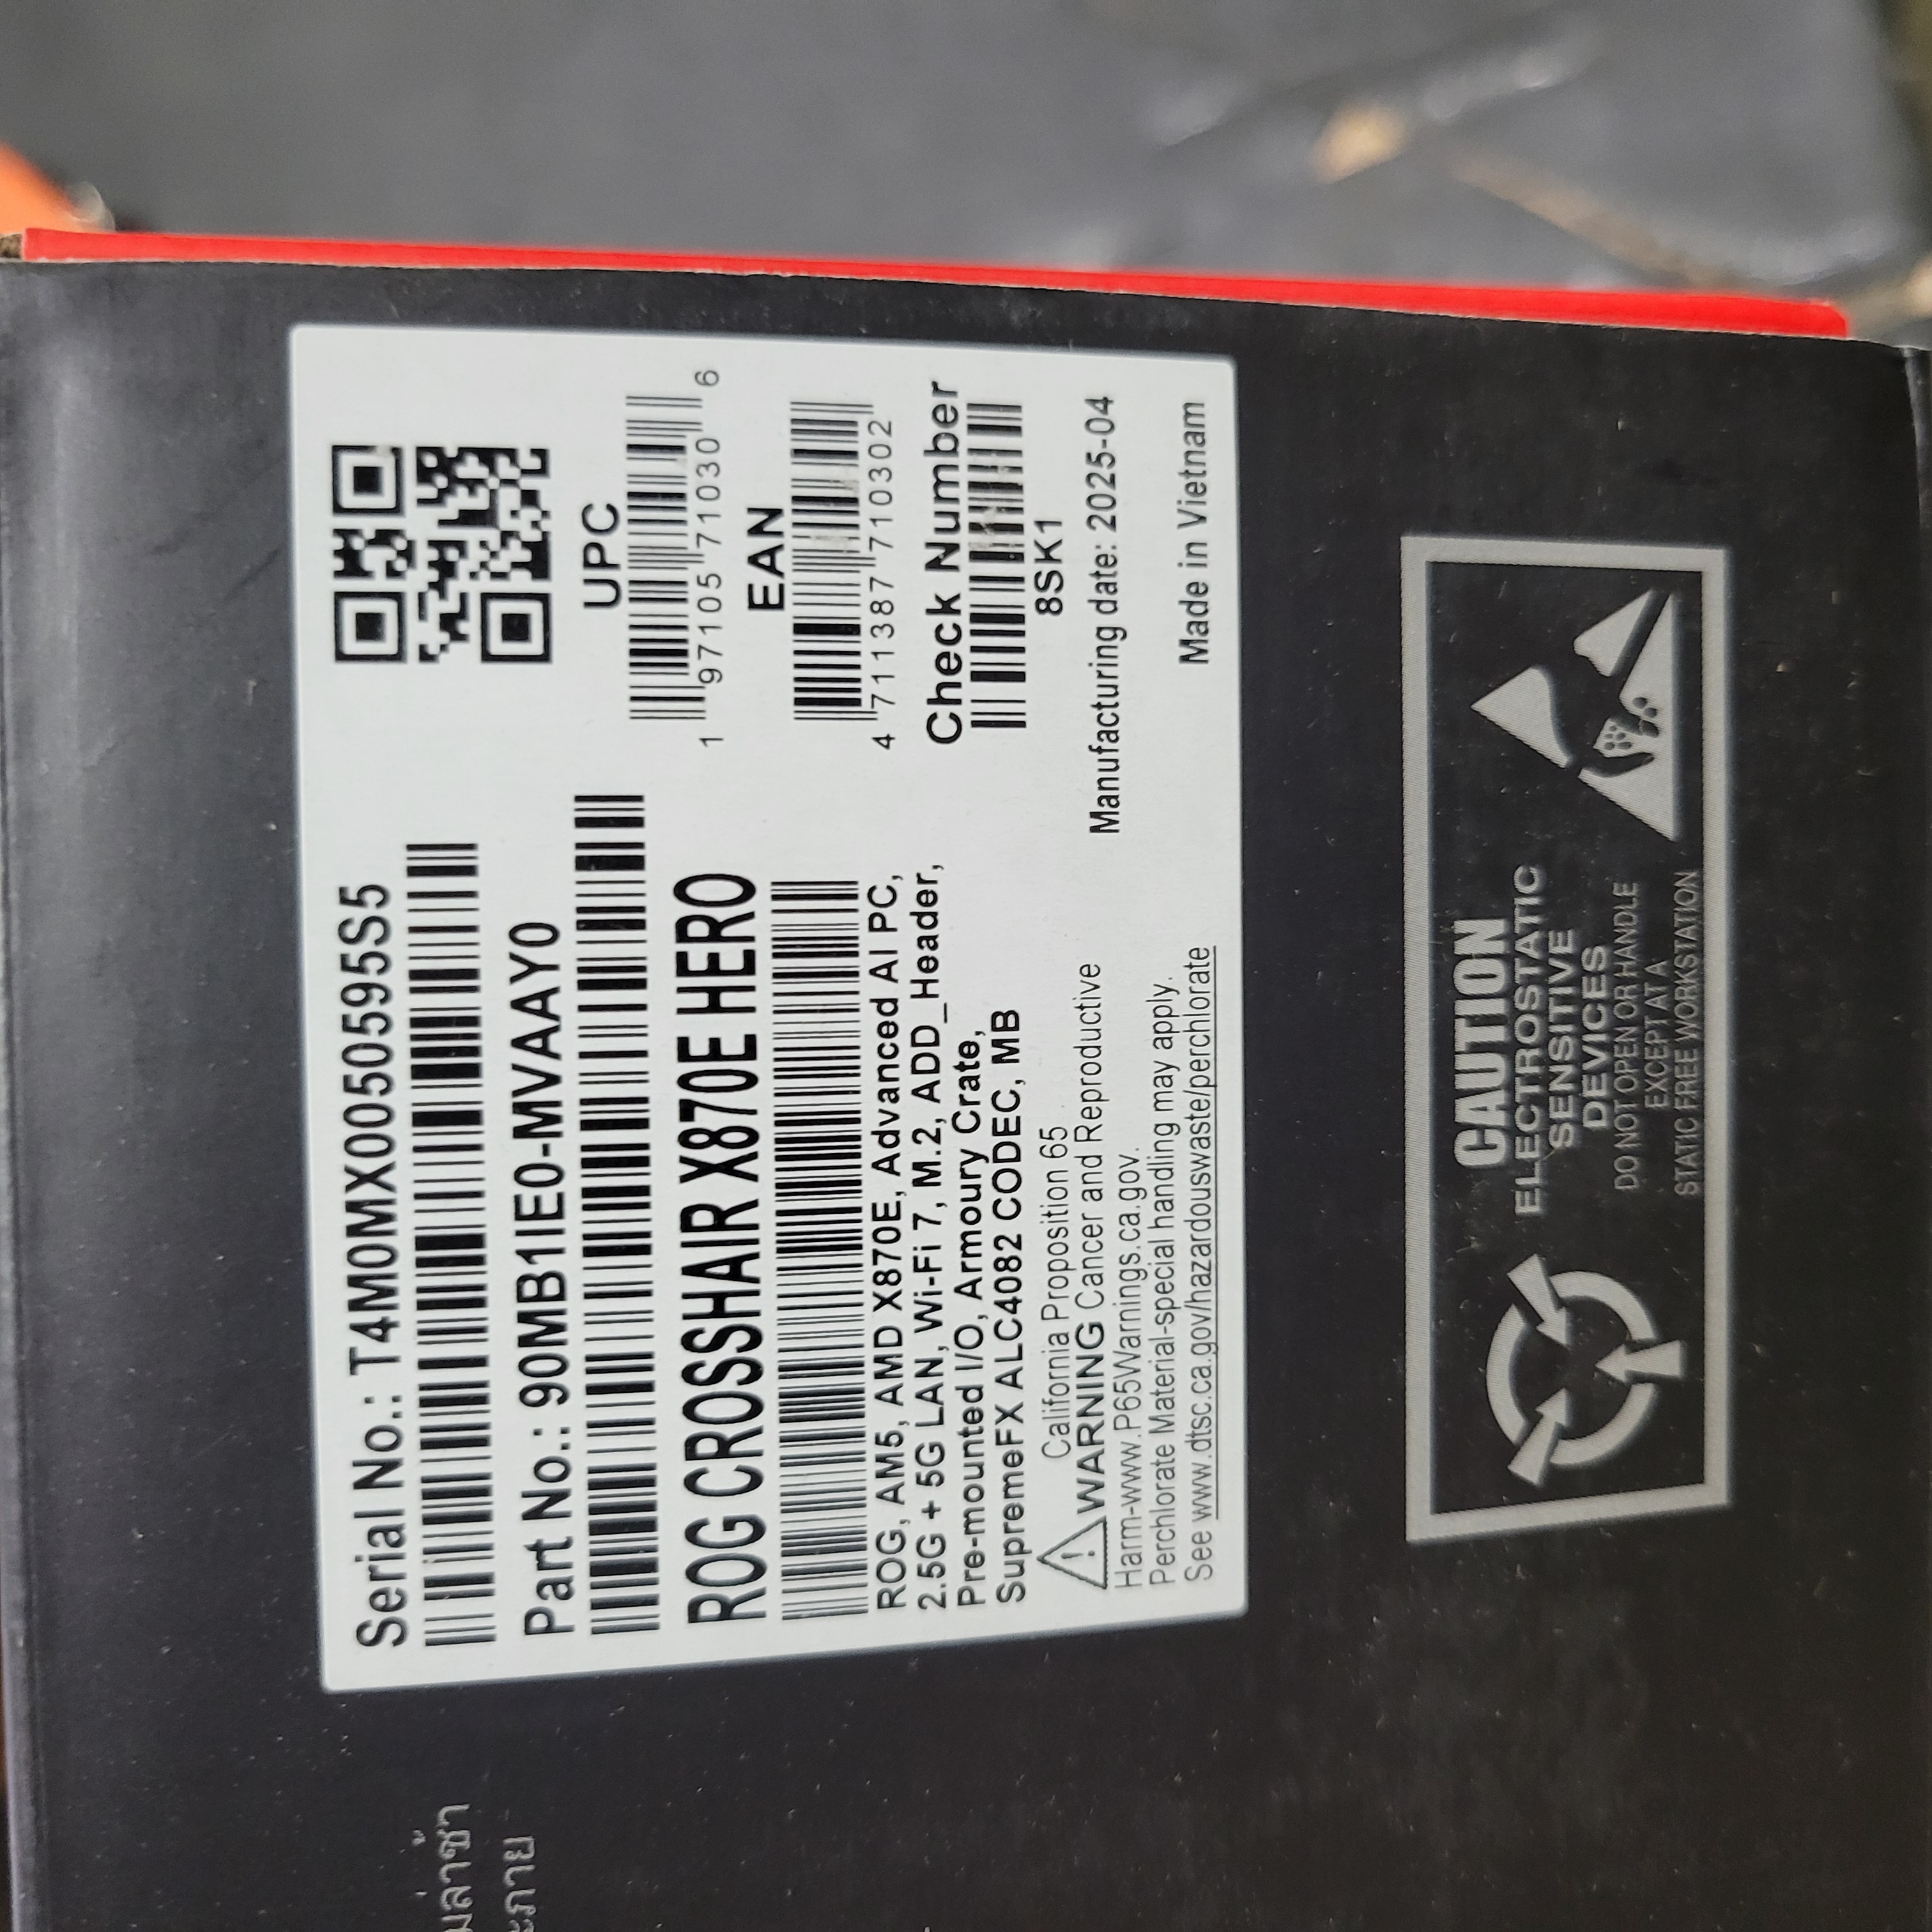 Serial No.: T4M0MX0050595S5
Part No.: 90MB1IE0-MVAAY0
ROG CROSSHAIR X870E HERO
ROG, AM5, AMD X870E, Advanced AI PC,
2.5G + 5G LAN, Wi-Fi 7, M.2, ADD_Header,
Pre-mounted I/O, Armoury Crate,
SupremeFX ALC4082 CODEC, MB
California Proposition 65
WARNING Cancer and Reproductive
Harm-www.P65Warnings.ca.gov.
Perchlorate Material-special handling may apply.
See www.dtsc.ca.gov/hazardouswaste/perchlorate
UPC
1 97105 71030 6
EAN
4 711387 710302
Check Number
8SK1
Manufacturing date: 2025-04
Made in Vietnam
CAUTION
ELECTROSTATIC
SENSITIVE
DEVICES
DO NOT OPEN OR HANDLE
EXCEPT AT A
STATIC FREE WORKSTATION